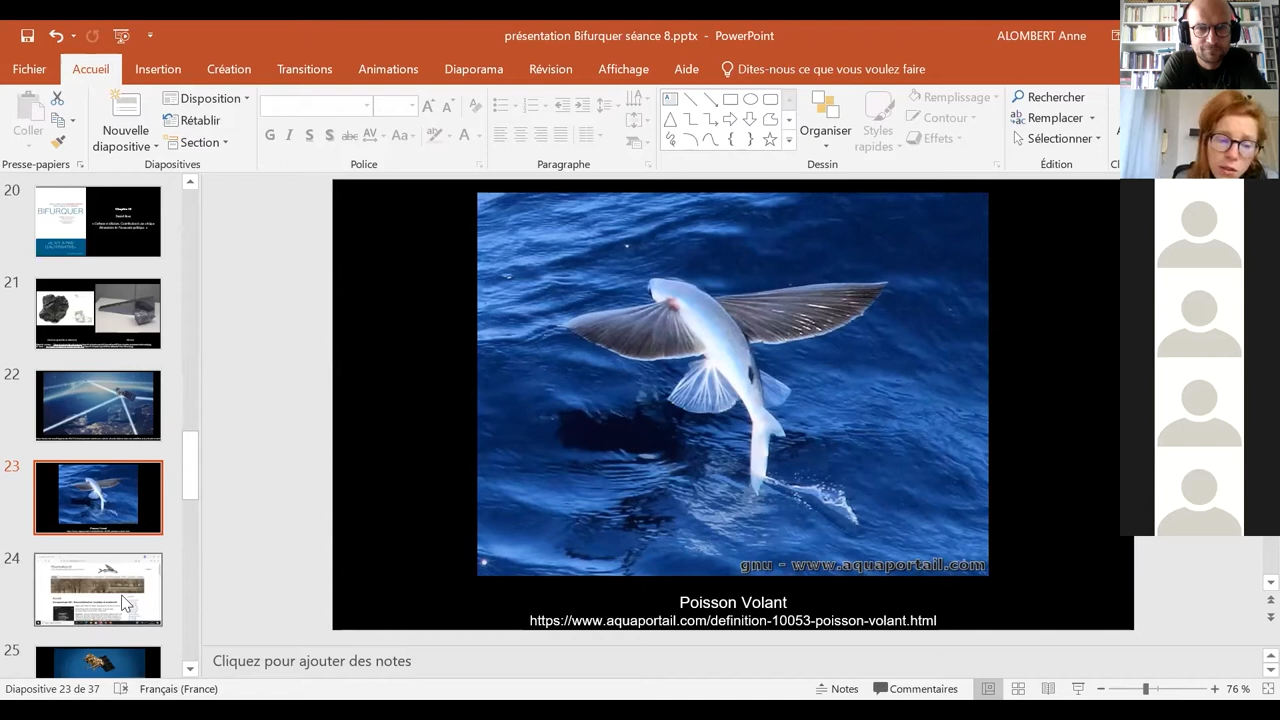 présentation Bifurquer séance 8.pptx - PowerPoint
ALOMBERT Anne
Fichier
Accueil
Insertion
Création
Transitions
Animations
Diaporama
Révision
Affichage
Aide
Dites-nous ce que vous voulez faire
Coller
Nouvelle
diapositive
Disposition
Rétablir
Section
G I S S abc AV Aa A
Organiser
Styles
rapides
Remplissage
Contour
Effets
Rechercher
Remplacer
Sélectionner
Presse-papiers
Diapositives
Police
Paragraphe
Dessin
Édition
20
BIFURQUER
21
22
23
24
25
gnu - www.aquaportail.com
Poisson Volant
https://www.aquaportail.com/definition-10053-poisson-volant.html
Cliquez pour ajouter des notes
Diapositive 23 de 37
Français (France)
Notes
Commentaires
76 %